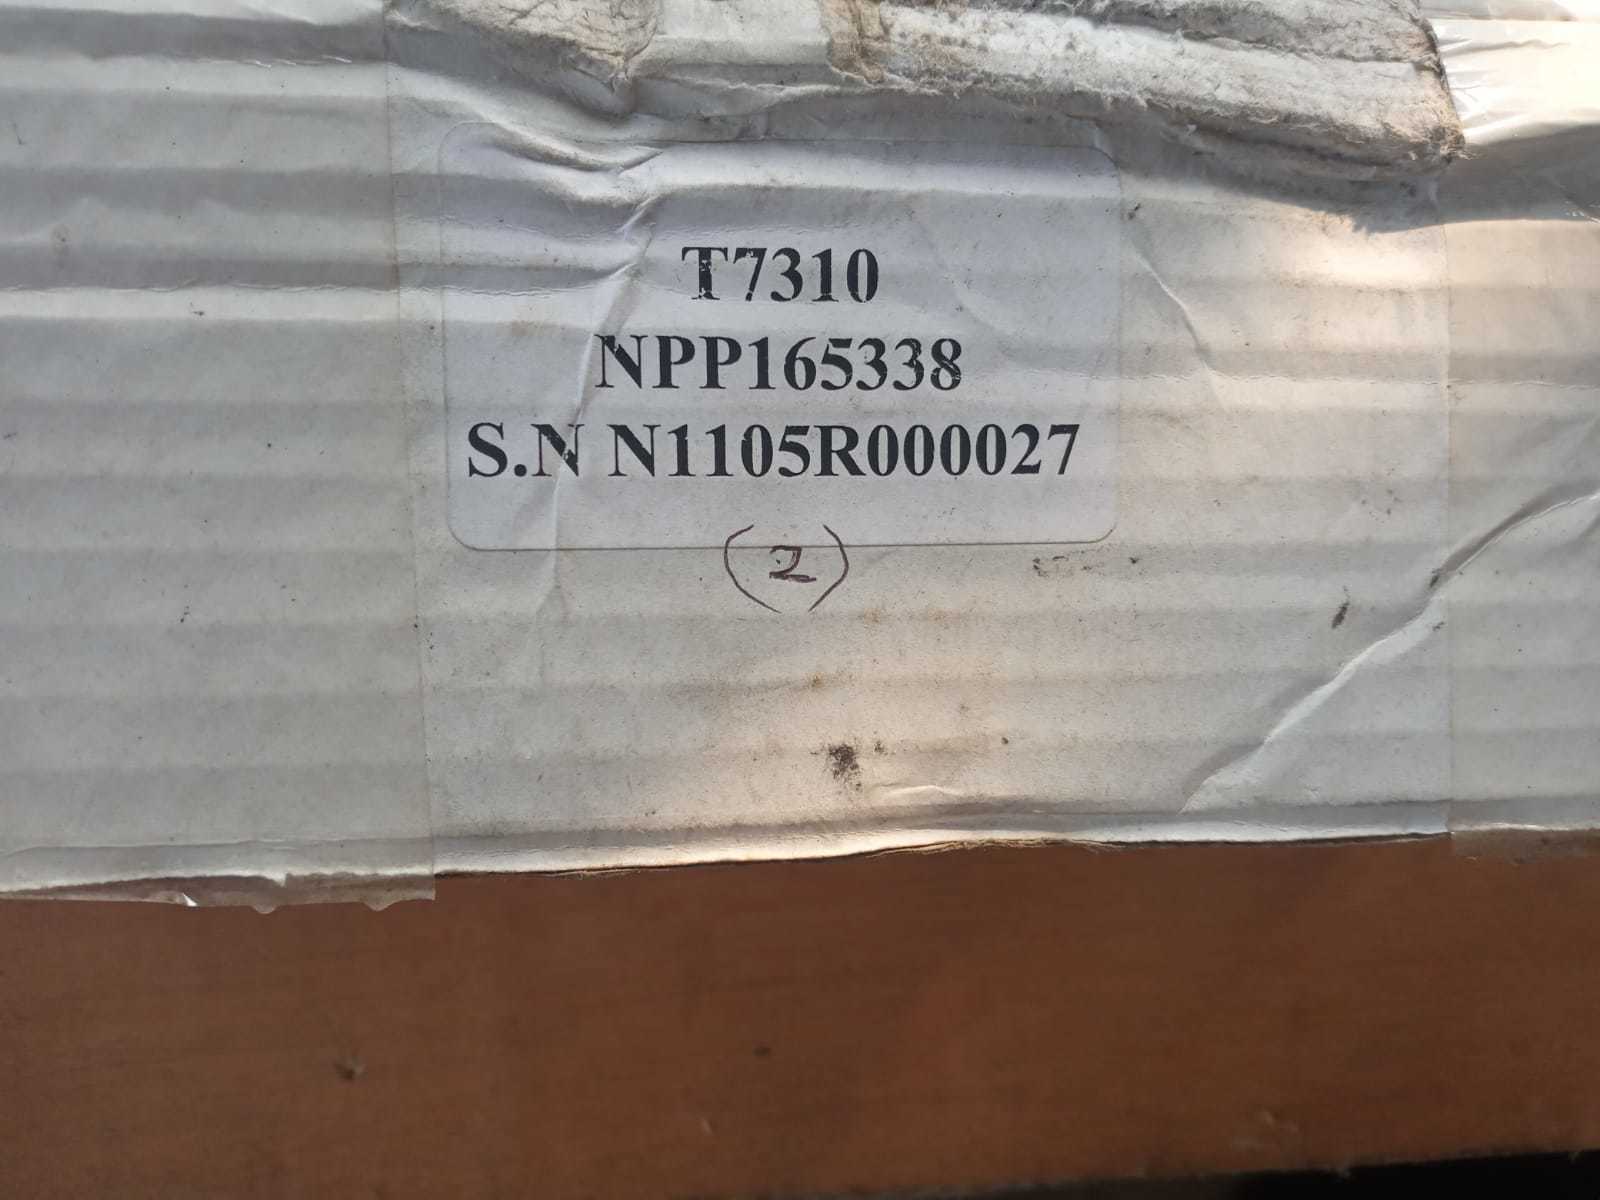 T7310
NPP165338
S.N N1105R000027
(2)